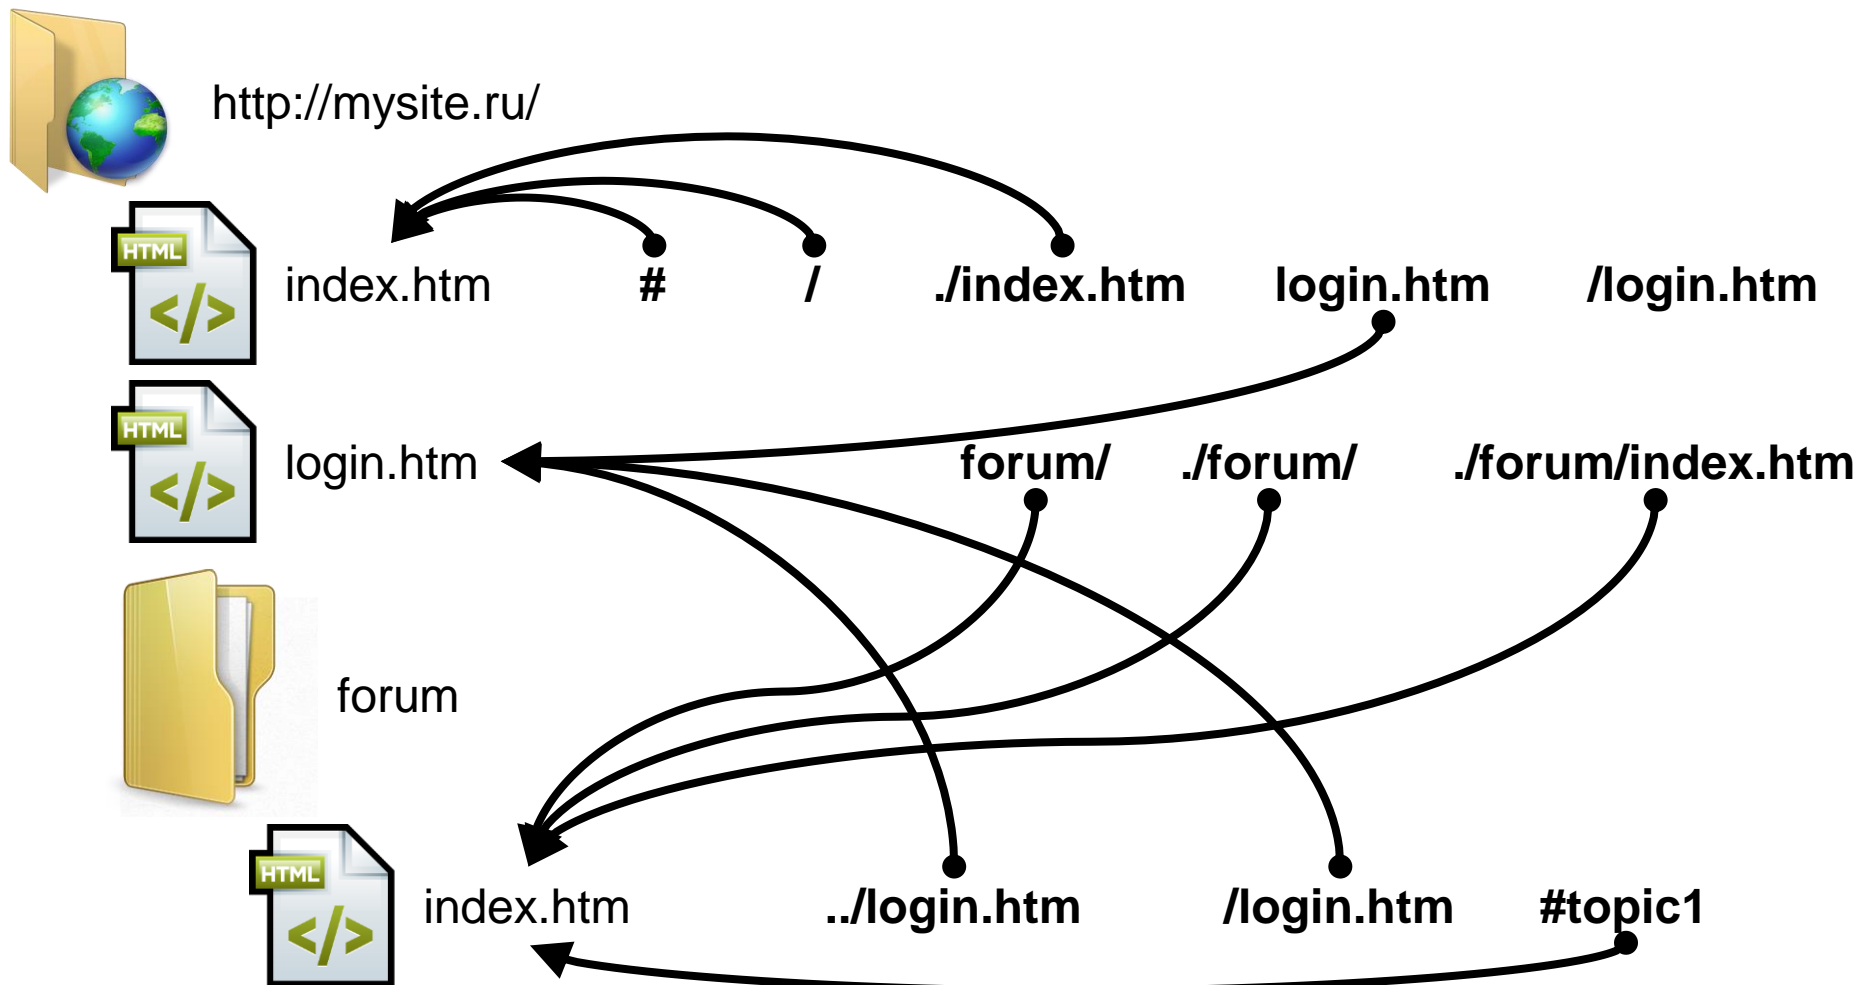 http://mysite.ru/
HTML
</>
index.htm # / ./index.htm login.htm /login.htm
HTML
</>
login.htm forum/ ./forum/ ./forum/index.htm
forum
HTML
</>
index.htm ../login.htm /login.htm #topic1